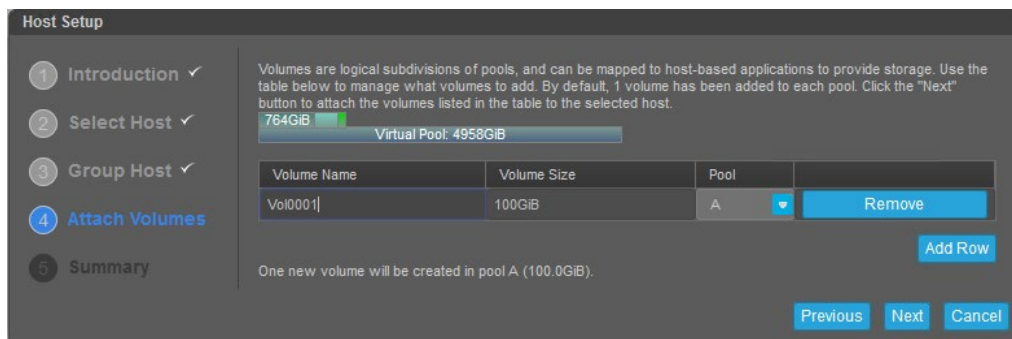 Host Setup
1 Introduction ✓
2 Select Host ✓
3 Group Host ✓
4 Attach Volumes
5 Summary
Volumes are logical subdivisions of pools, and can be mapped to host-based applications to provide storage. Use the
table below to manage what volumes to add. By default, 1 volume has been added to each pool. Click the "Next"
button to attach the volumes listed in the table to the selected host.
764GiB
Virtual Pool: 4958GiB
Volume Name Volume Size Pool
Vol0001 100GiB A Remove
Add Row
One new volume will be created in pool A (100.0GiB).
Previous Next Cancel